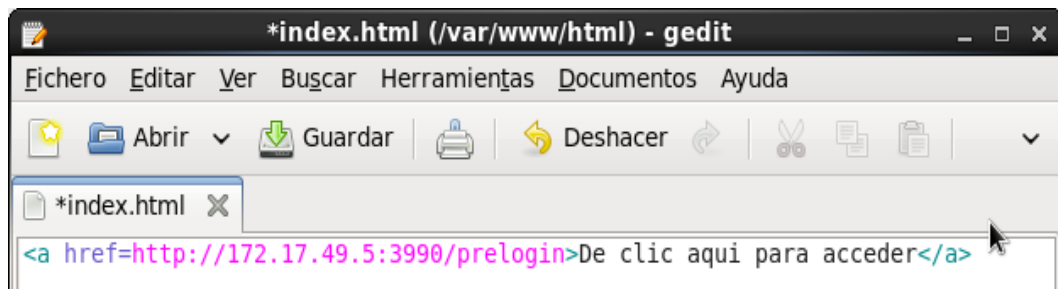 *index.html (/var/www/html) - gedit
Fichero Editar Ver Buscar Herramientas Documentos Ayuda
Abrir Guardar Deshacer
*index.html
<a href=http://172.17.49.5:3990/prelogin>De clic aqui para acceder</a>